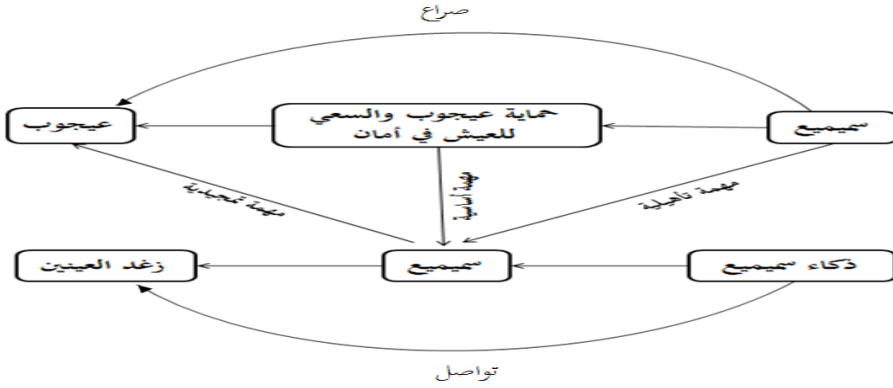 صراع
سميميع
حماية عيجوب والسعي
للعيش في أمان
عيجوب
مهمة تأهيلية
مهمة أساسية
مهمة تمجيدية
ذكاء سميميع
سميميع
زغد العينين
تواصل